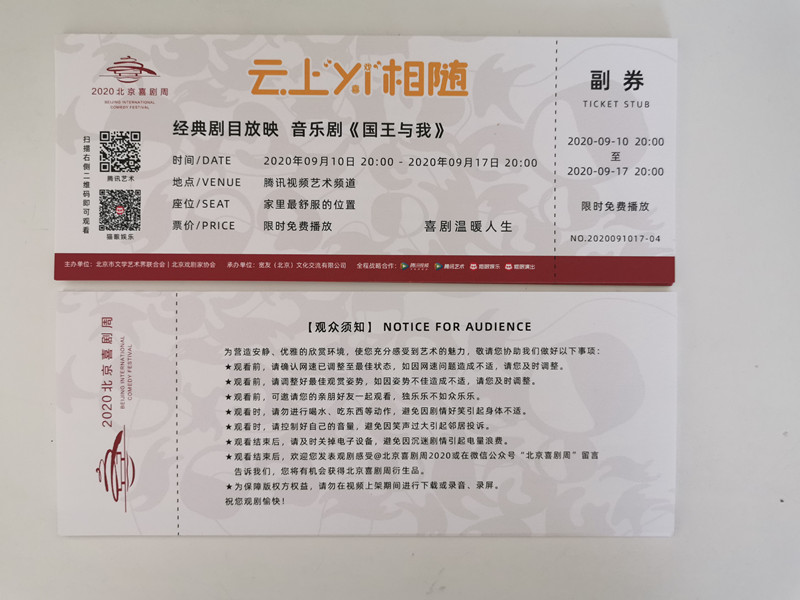 2020北京喜剧周
BEIJING INTERNATIONAL
COMEDY FESTIVAL
云上yi相随
经典剧目放映 音乐剧《国王与我》
扫描右侧二维码即可观看
腾讯艺术
猫眼娱乐
时间/DATE 2020年09月10日 20:00 - 2020年09月17日 20:00
地点/VENUE 腾讯视频艺术频道
座位/SEAT 家里最舒服的位置
票价/PRICE 限时免费播放 喜剧温暖人生
主办单位：北京市文学艺术界联合会 | 北京戏剧家协会 承办单位：宽友（北京）文化交流有限公司 全程战略合作： 腾讯视频 腾讯艺术 猫眼娱乐 猫眼演出
副 券
TICKET STUB
2020-09-10 20:00
至
2020-09-17 20:00
限时免费播放
NO.2020091017-04
2020北京喜剧周
BEIJING INTERNATIONAL
COMEDY FESTIVAL
【观众须知】 NOTICE FOR AUDIENCE
为营造安静、优雅的欣赏环境，使您充分感受到艺术的魅力，敬请您协助我们做好以下事项：
★观看前，请确认网速已调整至最佳状态，如因网速问题造成不适，请您及时调整。
★观看前，请调整好最佳观赏姿势，如因姿势不佳造成不适，请您及时调整。
★观看前，可邀请您的亲朋好友一起观看，独乐乐不如众乐乐。
★观看时，请勿进行喝水、吃东西等动作，避免因剧情好笑引起身体不适。
★观看时，请控制好自己的音量，避免因笑声过大引起邻居投诉。
★观看结束后，请及时关掉电子设备，避免因沉迷剧情引起电量浪费。
★观看结束后，欢迎您发表观剧感受@北京喜剧周2020或在微信公众号“北京喜剧周”留言
告诉我们，您将有机会获得北京喜剧周衍生品。
★为保障版权方权益，请勿在视频上架期间进行下载或录音、录屏。
祝您观剧愉快！